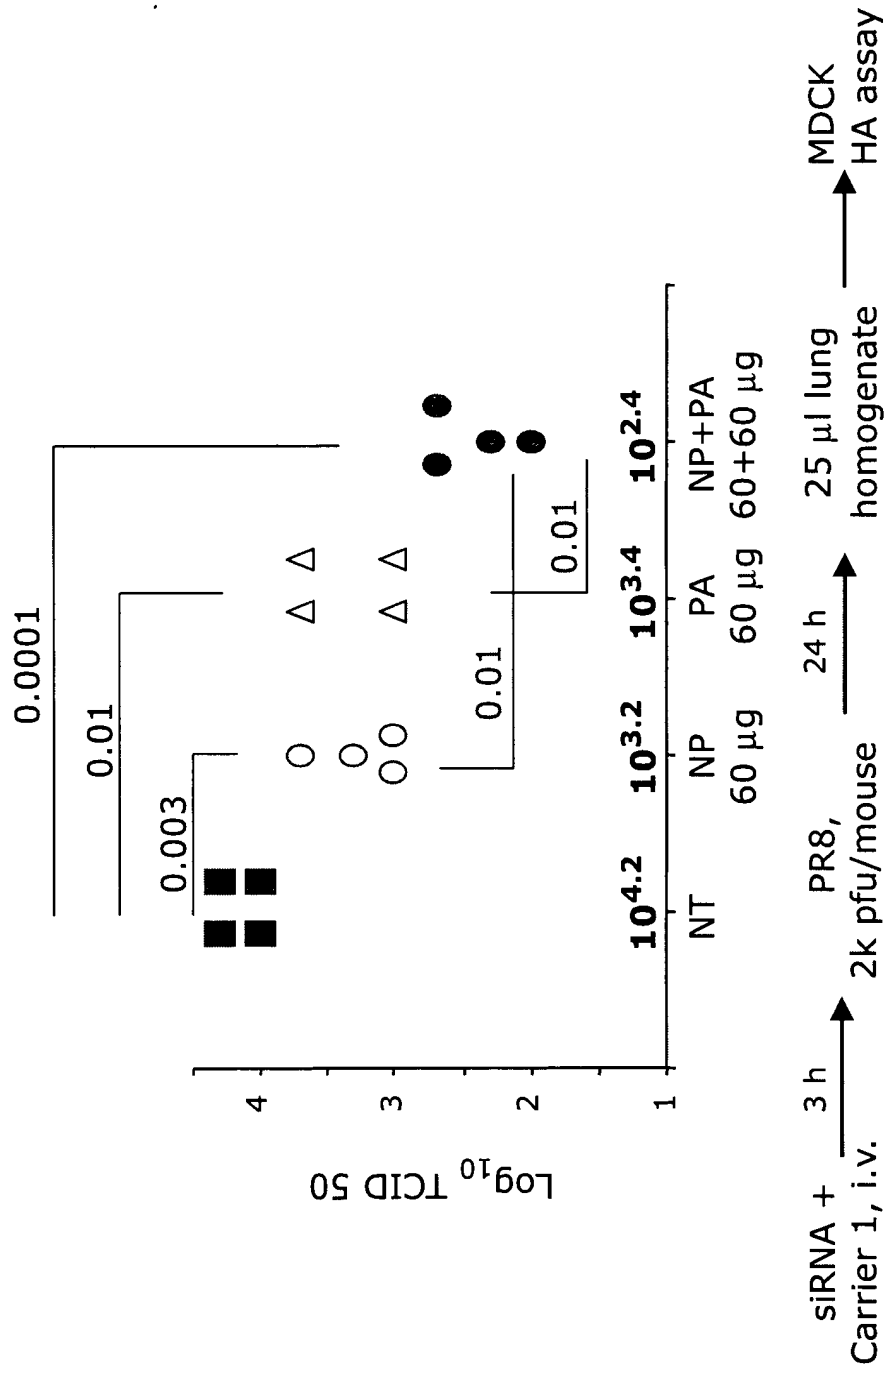 0.0001
0.01
0.003
0.01
0.01
Log10 TCID 50
4
3
2
1
10^4.2 10^3.2 10^3.4 10^2.4
NT NP PA NP+PA
60 µg 60 µg 60+60 µg
siRNA + 3 h PR8, 24 h 25 µl lung MDCK
Carrier 1, i.v. 2k pfu/mouse homogenate HA assay